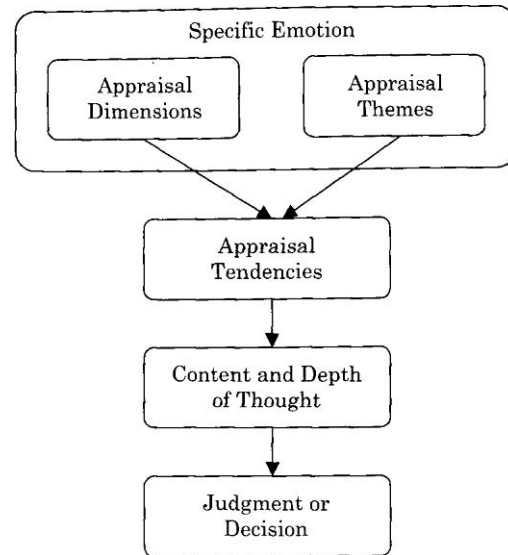 Specific Emotion
Appraisal
Dimensions
Appraisal
Themes
Appraisal
Tendencies
Content and Depth
of Thought
Judgment or
Decision